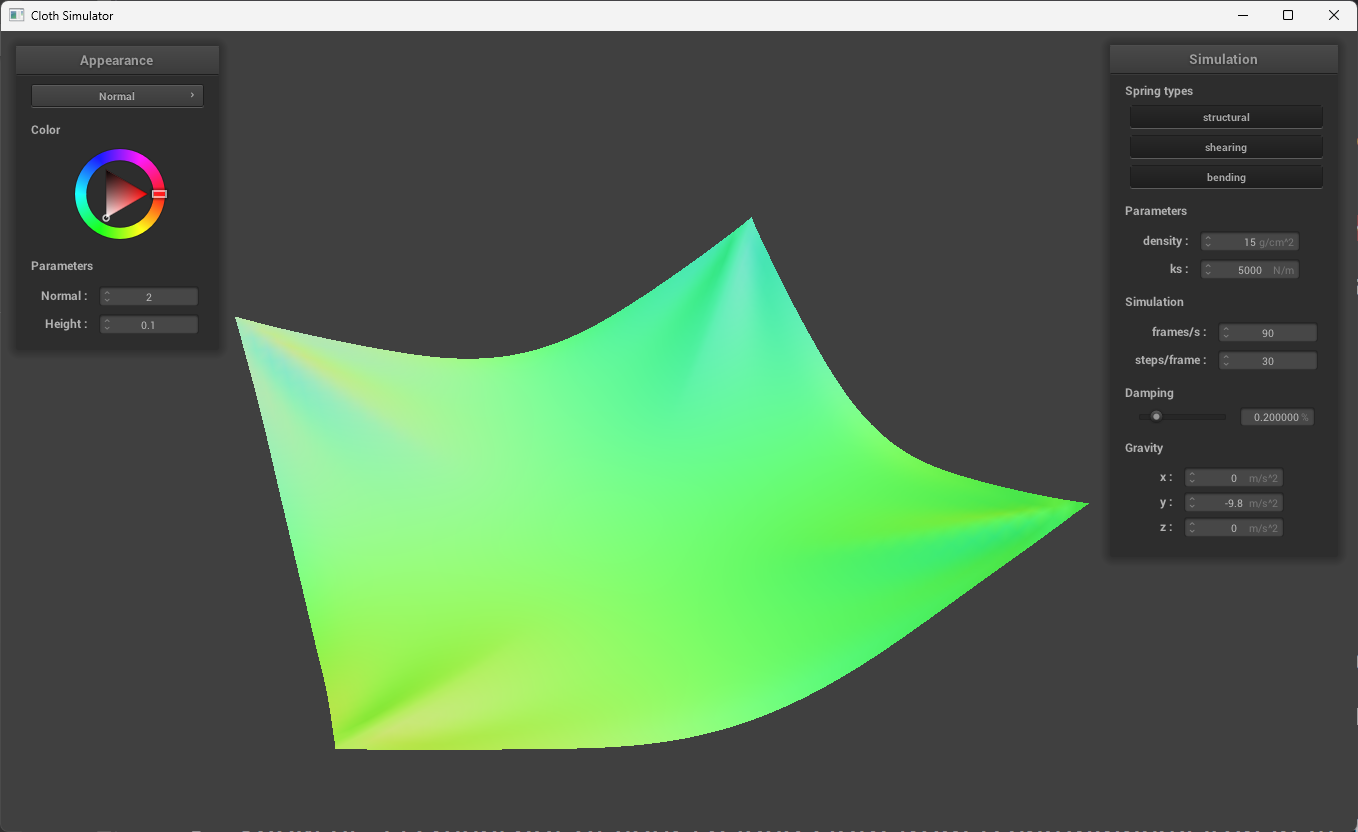 Cloth Simulator
Appearance
Normal
Color
Parameters
Normal : 2
Height : 0.1
Simulation
Spring types
structural
shearing
bending
Parameters
density : 15 g/cm^2
ks : 5000 N/m
Simulation
frames/s : 90
steps/frame : 30
Damping
0.200000 %
Gravity
x : 0 m/s^2
y : -9.8 m/s^2
z : 0 m/s^2